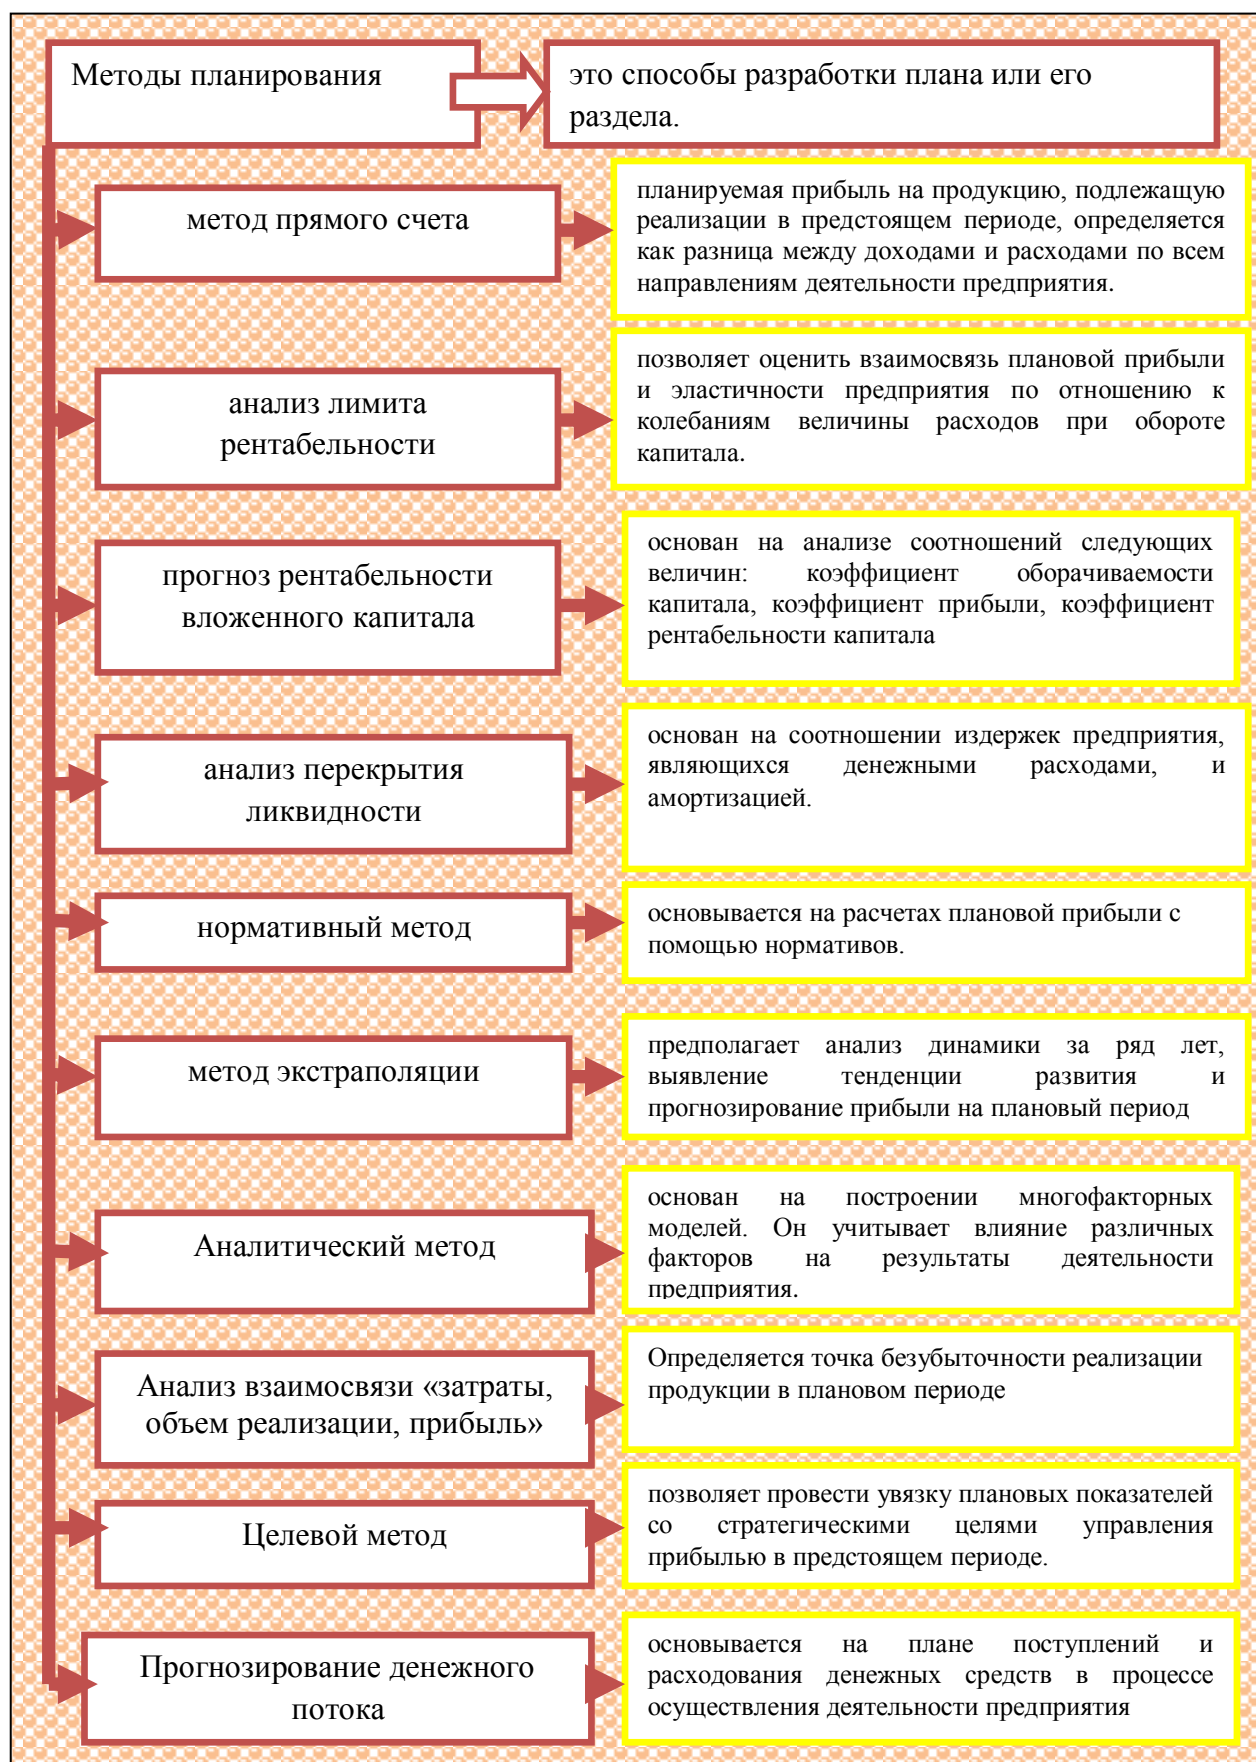 Методы планирования
это способы разработки плана или его
раздела.
метод прямого счета
планируемая прибыль на продукцию, подлежащую
реализации в предстоящем периоде, определяется
как разница между доходами и расходами по всем
направлениям деятельности предприятия.
анализ лимита
рентабельности
позволяет оценить взаимосвязь плановой прибыли
и эластичности предприятия по отношению к
колебаниям величины расходов при обороте
капитала.
прогноз рентабельности
вложенного капитала
основан на анализе соотношений следующих
величин: коэффициент оборачиваемости
капитала, коэффициент прибыли, коэффициент
рентабельности капитала
анализ перекрытия
ликвидности
основан на соотношении издержек предприятия,
являющихся денежными расходами, и
амортизацией.
нормативный метод
основывается на расчетах плановой прибыли с
помощью нормативов.
метод экстраполяции
предполагает анализ динамики за ряд лет,
выявление тенденции развития и
прогнозирование прибыли на плановый период
Аналитический метод
основан на построении многофакторных
моделей. Он учитывает влияние различных
факторов на результаты деятельности
предприятия.
Анализ взаимосвязи «затраты,
объем реализации, прибыль»
Определяется точка безубыточности реализации
продукции в плановом периоде
Целевой метод
позволяет провести увязку плановых показателей
со стратегическими целями управления
прибылью в предстоящем периоде.
Прогнозирование денежного
потока
основывается на плане поступлений и
расходования денежных средств в процессе
осуществления деятельности предприятия